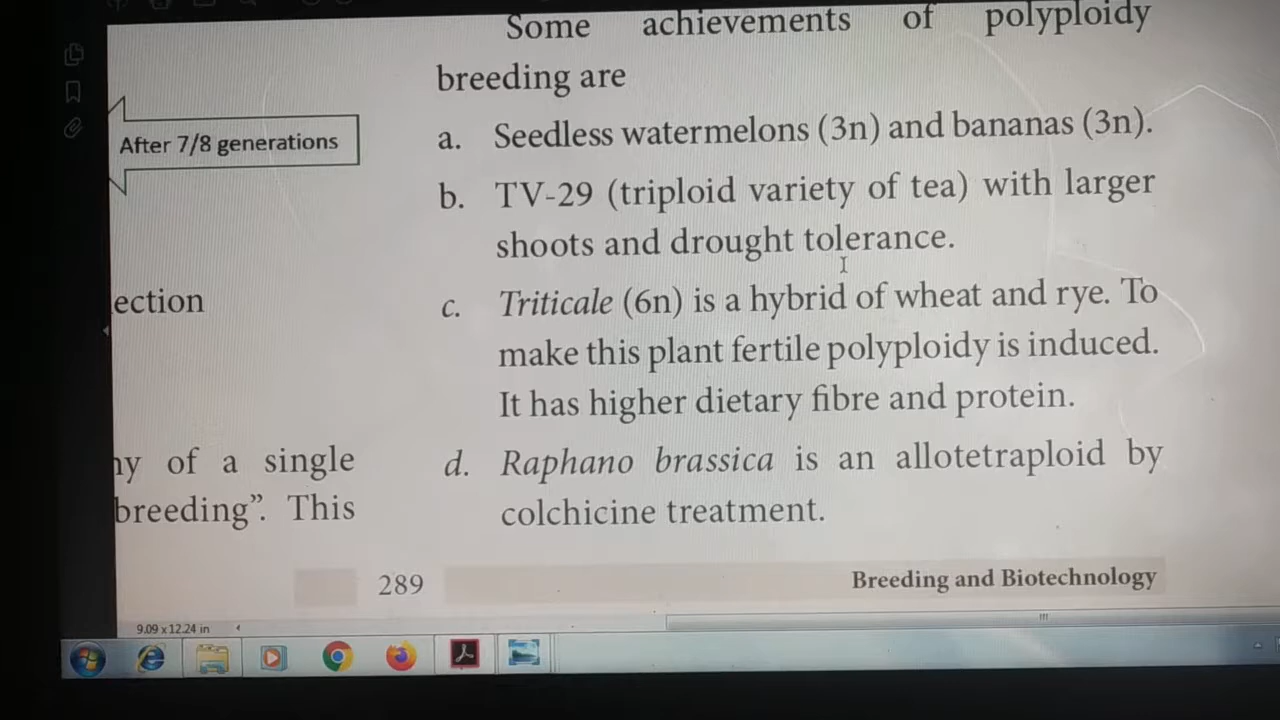 Some achievements of polyploidy
breeding are
After 7/8 generations
a. Seedless watermelons (3n) and bananas (3n).
b. TV-29 (triploid variety of tea) with larger
shoots and drought tolerance.
ection
c. Triticale (6n) is a hybrid of wheat and rye. To
make this plant fertile polyploidy is induced.
It has higher dietary fibre and protein.
ny of a single
breeding”. This
d. Raphano brassica is an allotetraploid by
colchicine treatment.
289
Breeding and Biotechnology
9.09 x 12.24 in